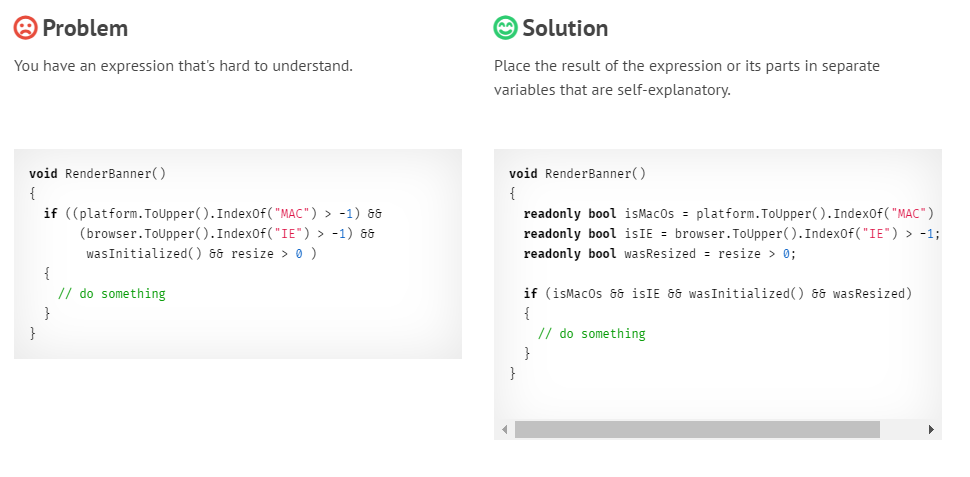 Problem
You have an expression that's hard to understand.
void RenderBanner()
{
  if ((platform.ToUpper().IndexOf("MAC") > -1) &&
       (browser.ToUpper().IndexOf("IE") > -1) &&
        wasInitialized() && resize > 0 )
  {
    // do something
  }
}
Solution
Place the result of the expression or its parts in separate
variables that are self-explanatory.
void RenderBanner()
{
  readonly bool isMacOs = platform.ToUpper().IndexOf("MAC")
  readonly bool isIE = browser.ToUpper().IndexOf("IE") > -1;
  readonly bool wasResized = resize > 0;

  if (isMacOs && isIE && wasInitialized() && wasResized)
  {
    // do something
  }
}